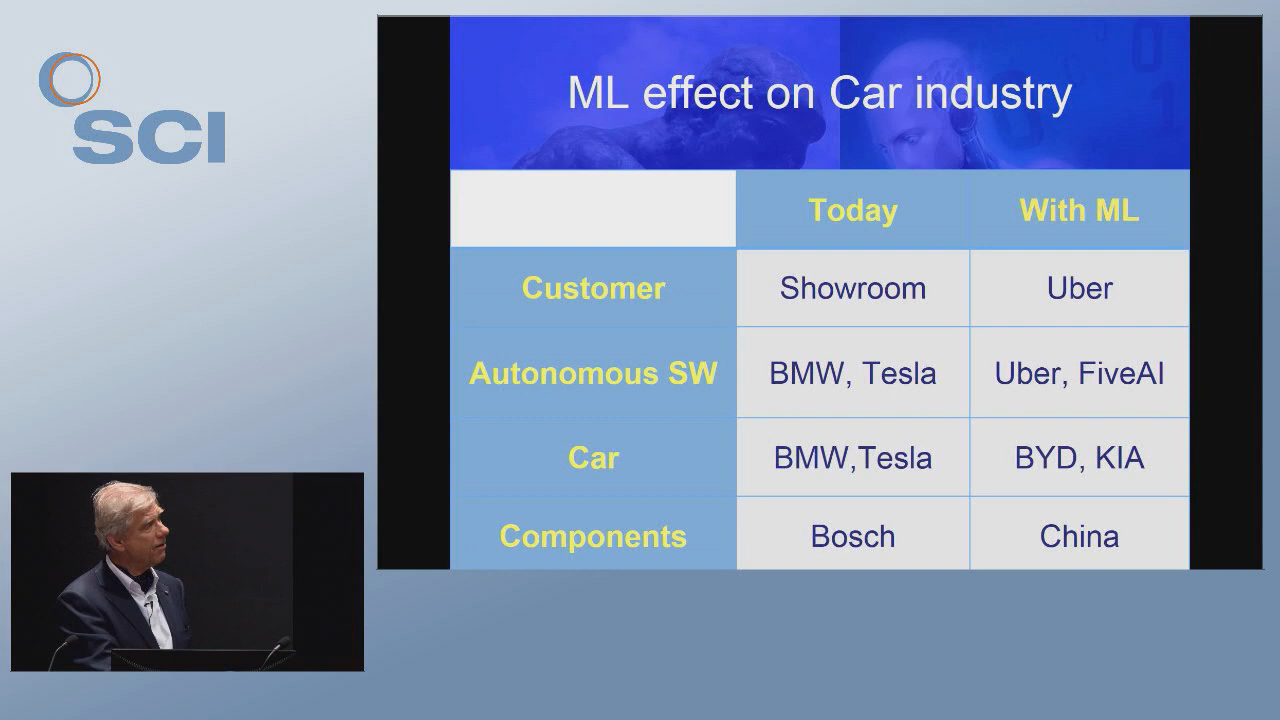 SCI
ML effect on Car industry
Today With ML
Customer Showroom Uber
Autonomous SW BMW, Tesla Uber, FiveAI
Car BMW,Tesla BYD, KIA
Components Bosch China